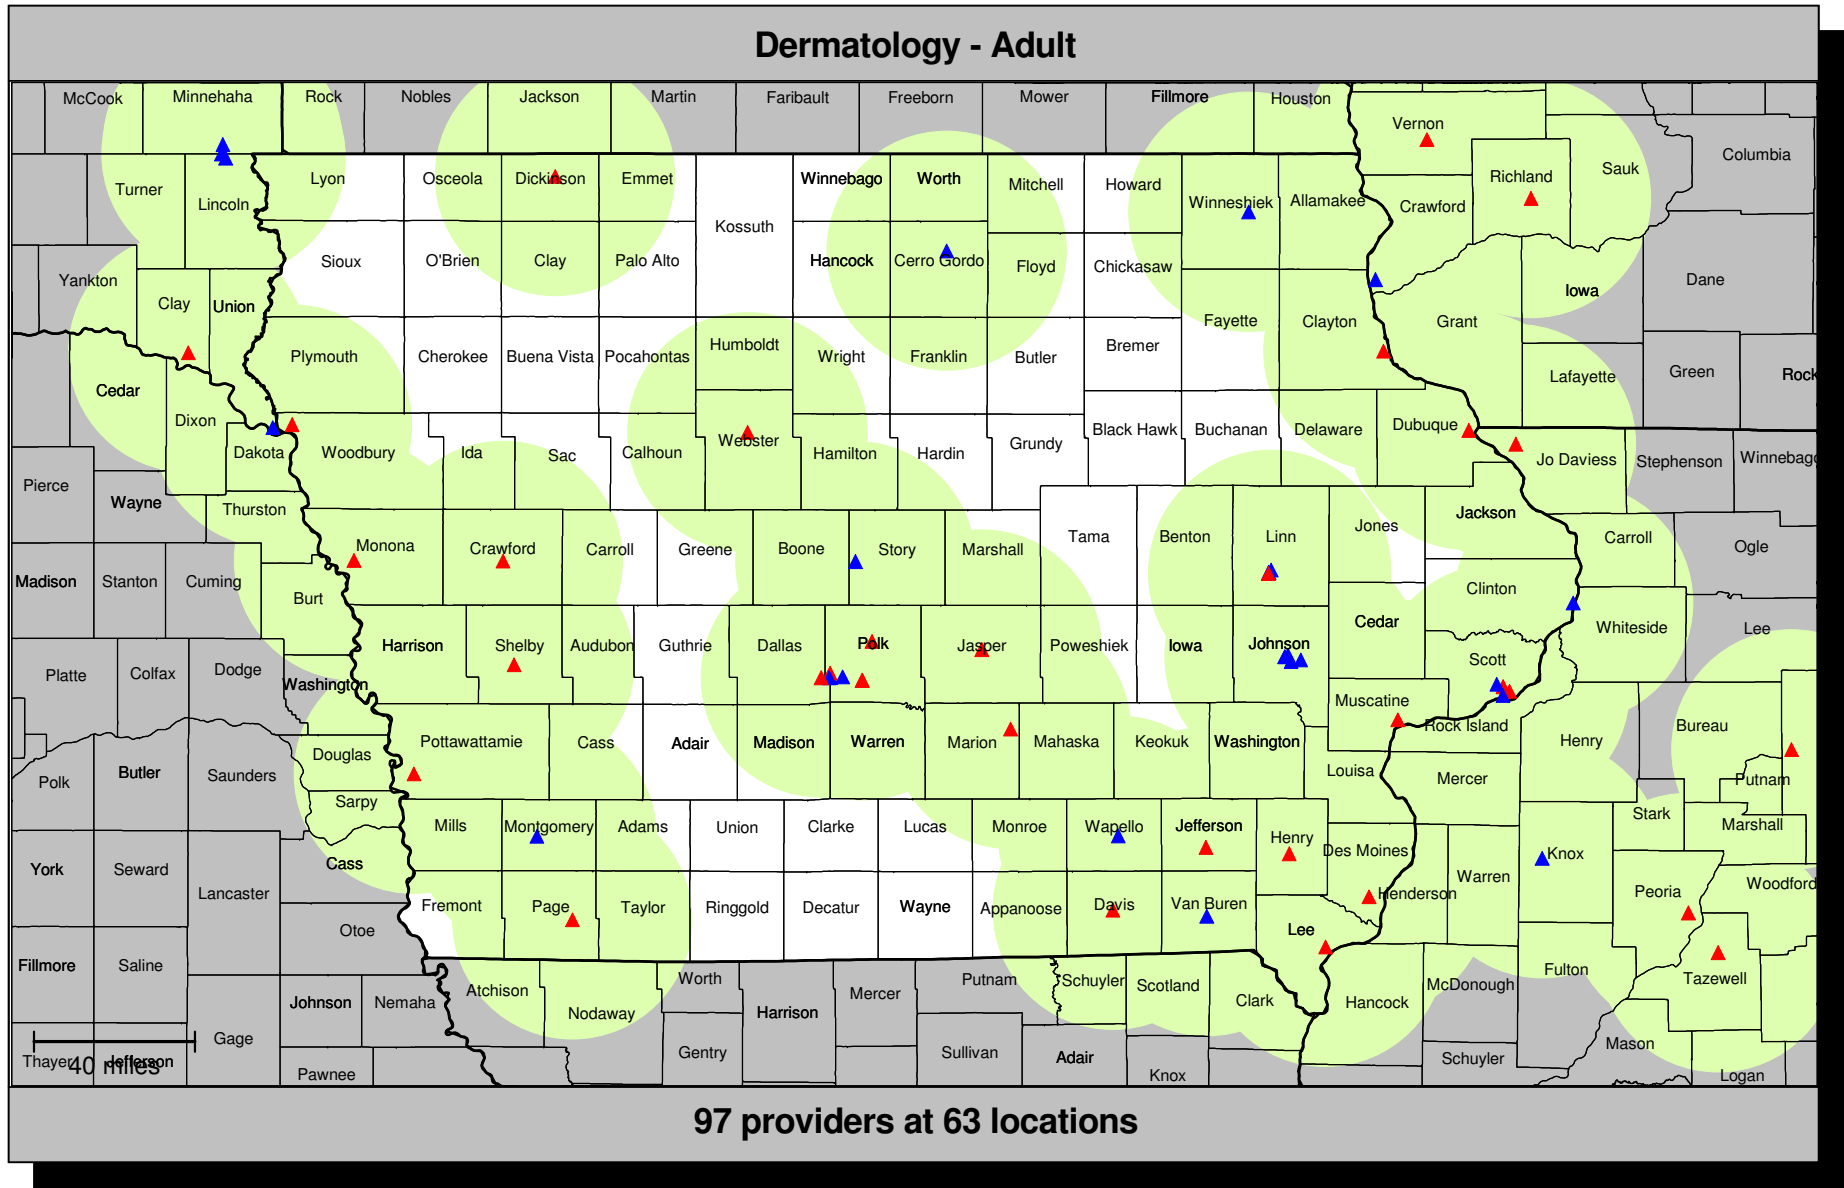 Dermatology - Adult
McCook Minnehaha Rock Nobles Jackson Martin Faribault Freeborn Mower Fillmore Houston
Vernon
Columbia
Sauk
Richland
Turner Lyon Osceola Dickinson Emmet Winnebago Worth Mitchell Howard
Lincoln Winneshiek Allamakee Crawford
Kossuth
Yankton Sioux O'Brien Clay Palo Alto Hancock Cerro Gordo Floyd Chickasaw Dane
Clay Union Iowa
Fayette Clayton Grant
Plymouth Cherokee Buena Vista Pocahontas Humboldt Wright Franklin Butler Bremer
Cedar Lafayette Green Rock
Dixon Dubuque
Dakota Woodbury Ida Sac Calhoun Webster Hamilton Hardin Grundy Black Hawk Buchanan Delaware
Jo Daviess Stephenson Winnebago
Pierce Wayne Thurston
Jackson
Monona Crawford Carroll Greene Boone Story Marshall Tama Benton Linn Jones Carroll Ogle
Madison Stanton Cuming Burt Clinton
Cedar Whiteside Lee
Harrison Shelby Audubon Guthrie Dallas Polk Jasper Poweshiek Iowa Johnson
Platte Colfax Dodge Washington Scott
Muscatine Rock Island Bureau
Douglas Pottawattamie Cass Adair Madison Warren Marion Mahaska Keokuk Washington Henry
Polk Butler Saunders Louisa Mercer Putnam
Sarpy Mills Montgomery Adams Union Clarke Lucas Monroe Wapello Jefferson Henry Stark Marshall
York Seward Cass Des Moines Knox
Lancaster Warren Peoria Woodford
Fremont Page Taylor Ringgold Decatur Wayne Appanoose Davis Van Buren Henderson
Otoe Lee
Fillmore Saline Fulton
Atchison Worth Putnam Schuyler Scotland McDonough Tazewell
Johnson Nemaha Nodaway Harrison Mercer Clark Hancock
Gage Gentry Sullivan Adair Schuyler Mason
Thayer Jefferson
40 miles
Pawnee Knox Logan
97 providers at 63 locations